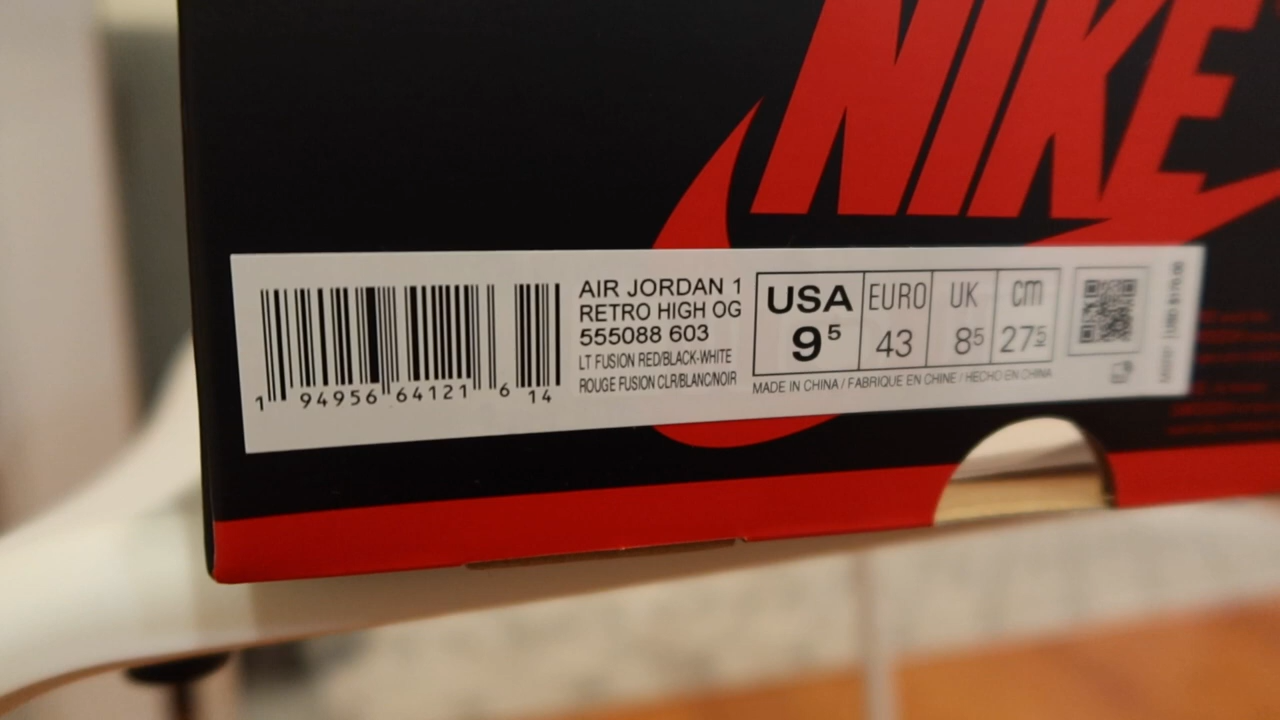 NIKE
AIR JORDAN 1
RETRO HIGH OG
555088 603
LT FUSION RED/BLACK-WHITE
ROUGE FUSION CLR/BLANC/NOIR
1 94956 64121 6 14
USA EURO UK cm
9⁵ 43 8⁵ 27⁵
MADE IN CHINA / FABRIQUE EN CHINE / HECHO EN CHINA